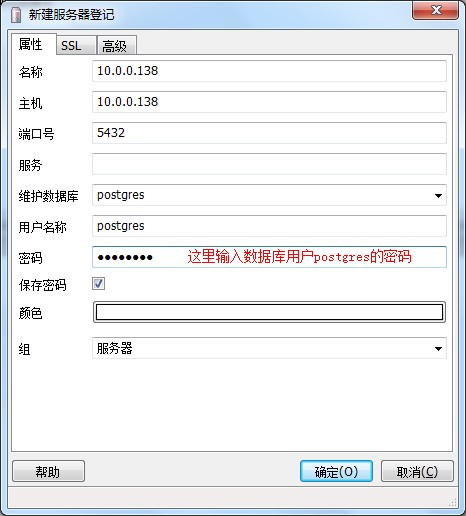 新建服务器登记
属性 SSL 高级
名称 10.0.0.138
主机 10.0.0.138
端口号 5432
服务
维护数据库 postgres
用户名称 postgres
密码 ●●●●●●●● 这里输入数据库用户postgres的密码
保存密码
颜色
组 服务器
帮助 确定(O) 取消(C)